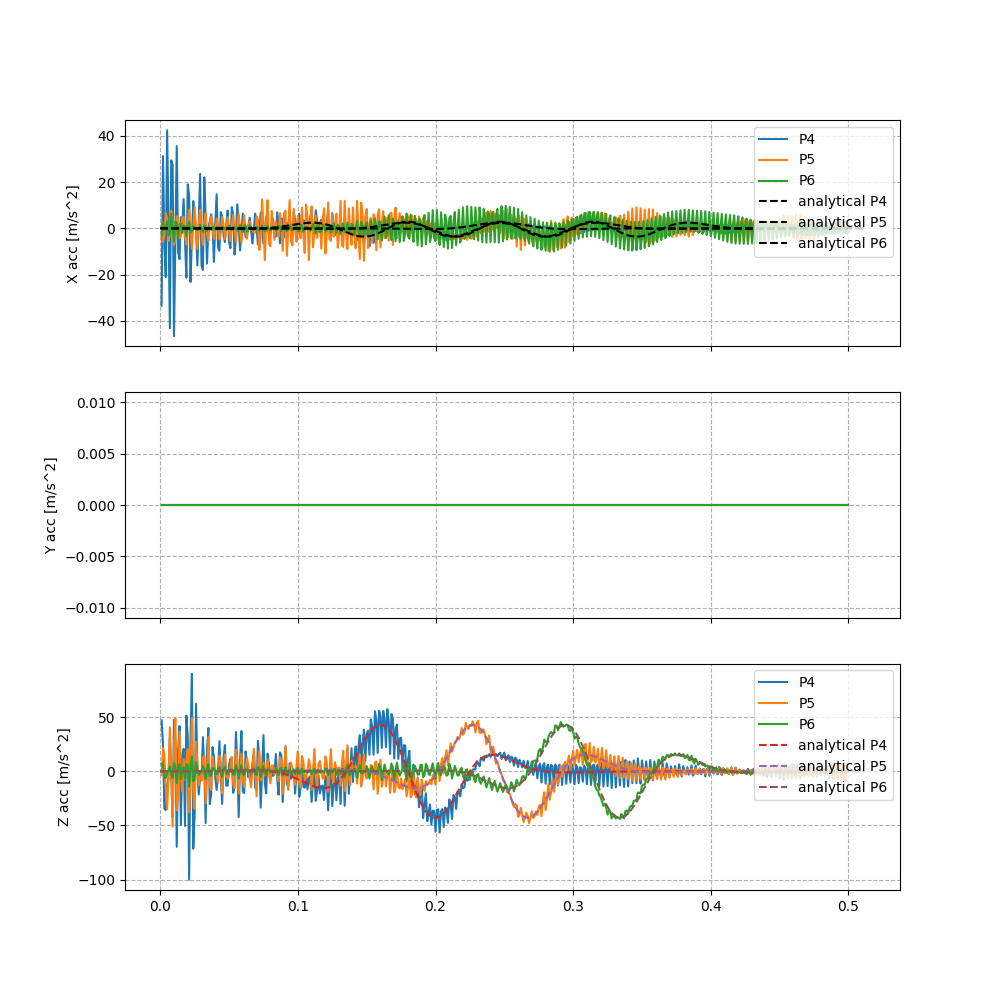 40
20
0
−20
−40
X acc [m/s^2]
P4
P5
P6
analytical P4
analytical P5
analytical P6
0.010
0.005
0.000
−0.005
−0.010
Y acc [m/s^2]
50
0
−50
−100
Z acc [m/s^2]
P4
P5
P6
analytical P4
analytical P5
analytical P6
0.0 0.1 0.2 0.3 0.4 0.5